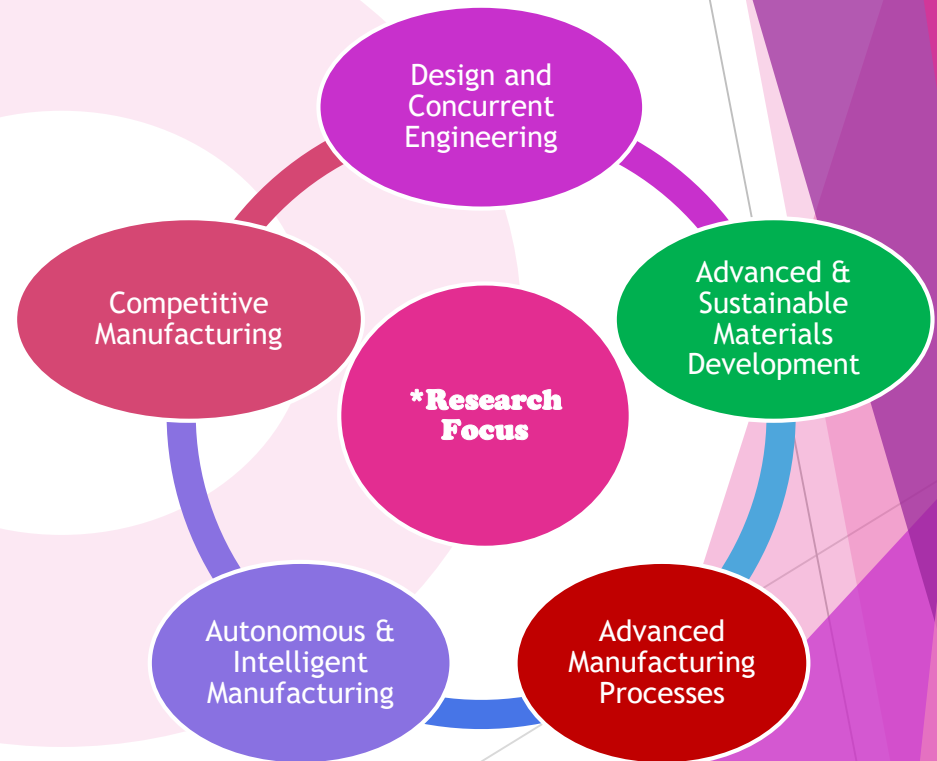 Design and
Concurrent
Engineering
Advanced &
Sustainable
Materials
Development
Competitive
Manufacturing
*Research
Focus
Autonomous &
Intelligent
Manufacturing
Advanced
Manufacturing
Processes